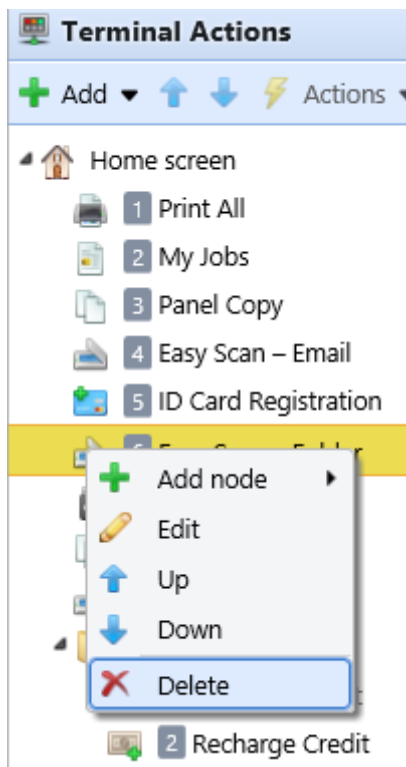 Terminal Actions
Add
Actions
Home screen
1 Print All
2 My Jobs
3 Panel Copy
4 Easy Scan – Email
5 ID Card Registration
Add node
Edit
Up
Down
Delete
2 Recharge Credit